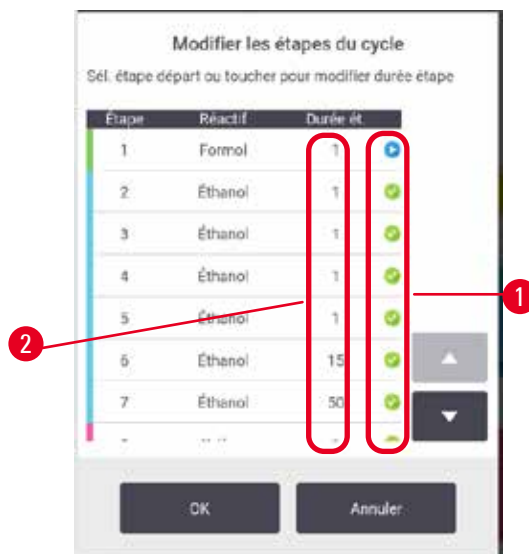 Modifier les étapes du cycle
Sél. étape départ ou toucher pour modifier durée étape
Étape Réactif Durée ét.
1 Formol 1
2 Éthanol 1
3 Éthanol 1
4 Éthanol 1
5 Éthanol 1
6 Éthanol 15
7 Éthanol 50
1
2
OK Annuler